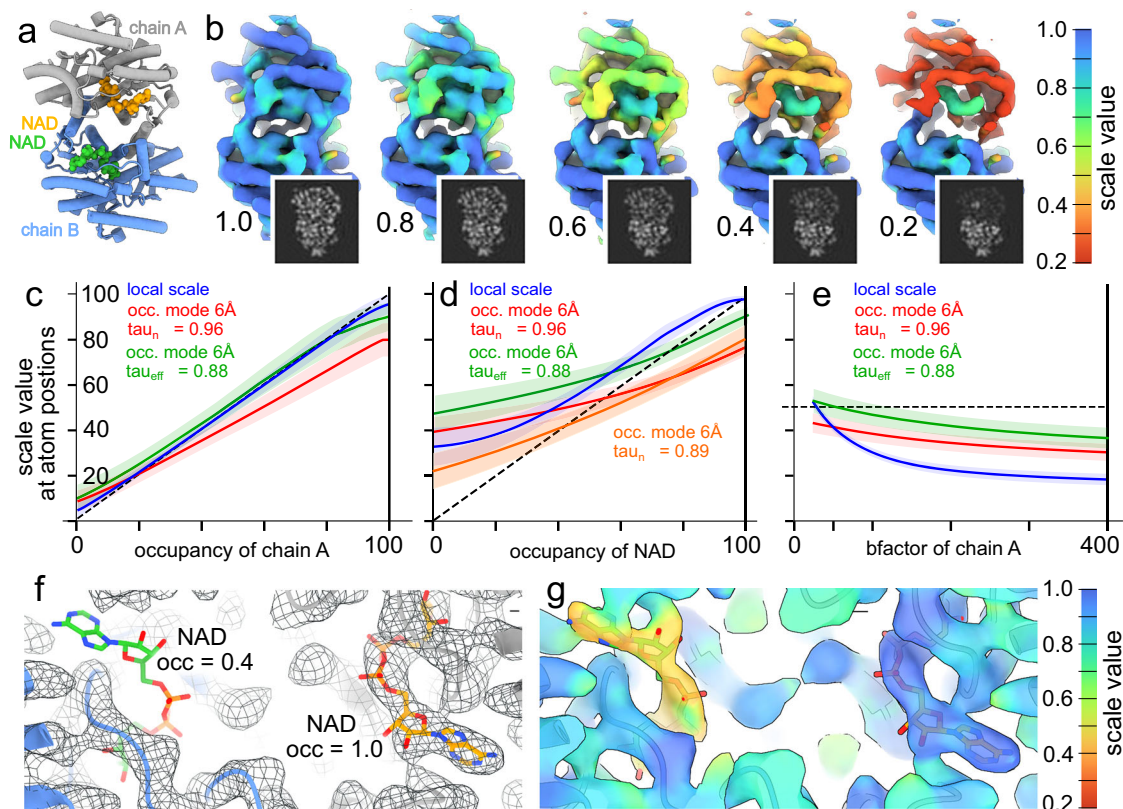 a
chain A
NAD
NAD
chain B
b
1.0
0.8
0.6
0.4
0.2
1.0
0.8
0.6
0.4
0.2
scale value
c
local scale
occ. mode 6Å
tau_n = 0.96
occ. mode 6Å
tau_eff = 0.88
100
80
60
40
20
scale value
at atom postions
0
100
occupancy of chain A
d
local scale
occ. mode 6Å
tau_n = 0.96
occ. mode 6Å
tau_eff = 0.88
occ. mode 6Å
tau_n = 0.89
0
100
occupancy of NAD
e
local scale
occ. mode 6Å
tau_n = 0.96
occ. mode 6Å
tau_eff = 0.88
0
400
bfactor of chain A
f
NAD
occ = 0.4
NAD
occ = 1.0
g
1.0
0.8
0.6
0.4
0.2
scale value